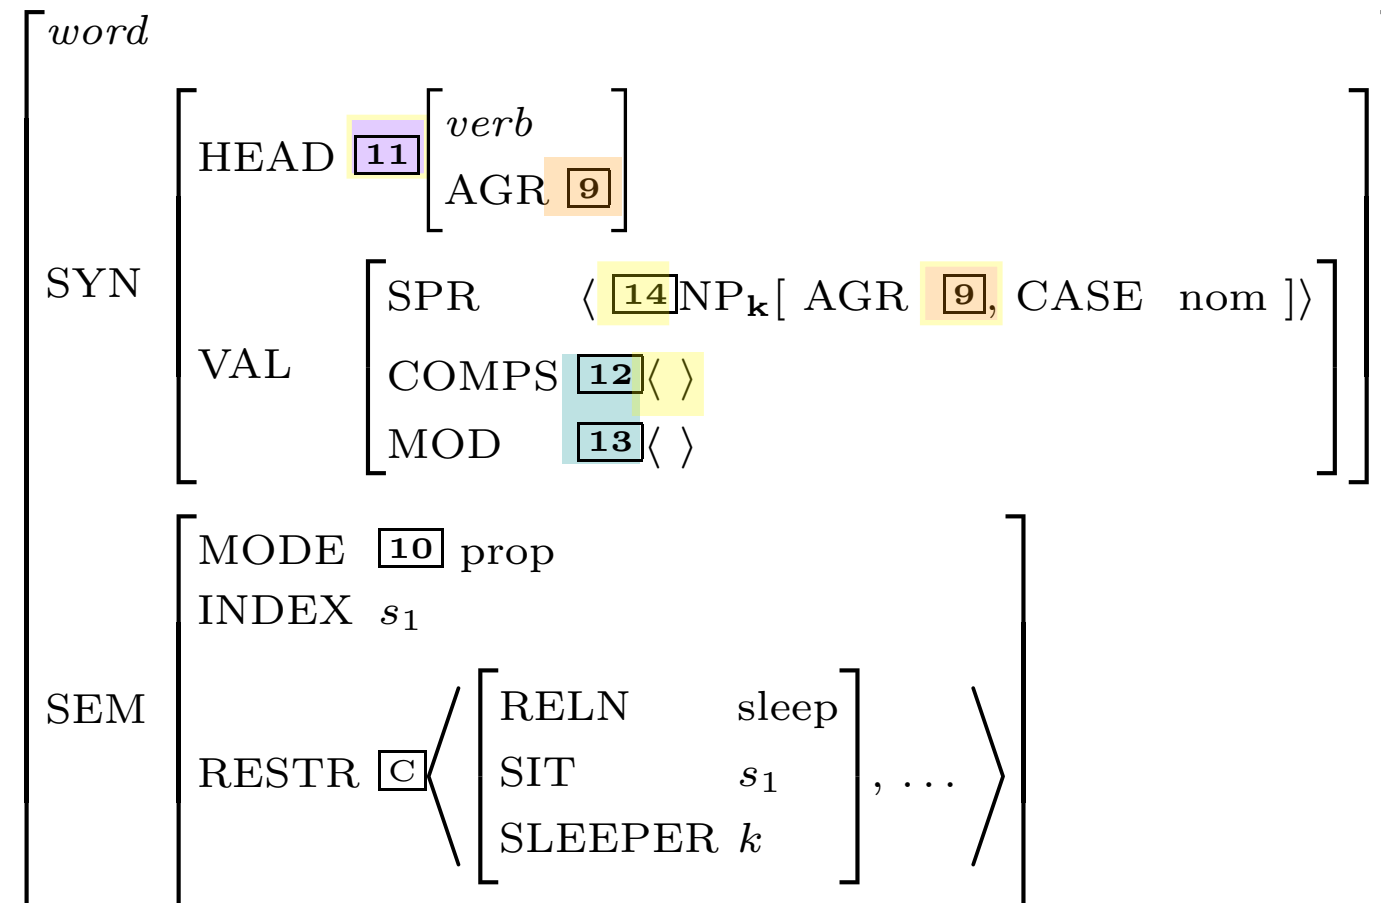 word
HEAD 11 verb
AGR 9
SYN
SPR ⟨ 14 NPk[ AGR 9, CASE nom ]⟩
VAL
COMPS 12 ⟨ ⟩
MOD 13 ⟨ ⟩
MODE 10 prop
INDEX s1
SEM
RELN sleep
RESTR C ⟨ SIT s1 , ... ⟩
SLEEPER k